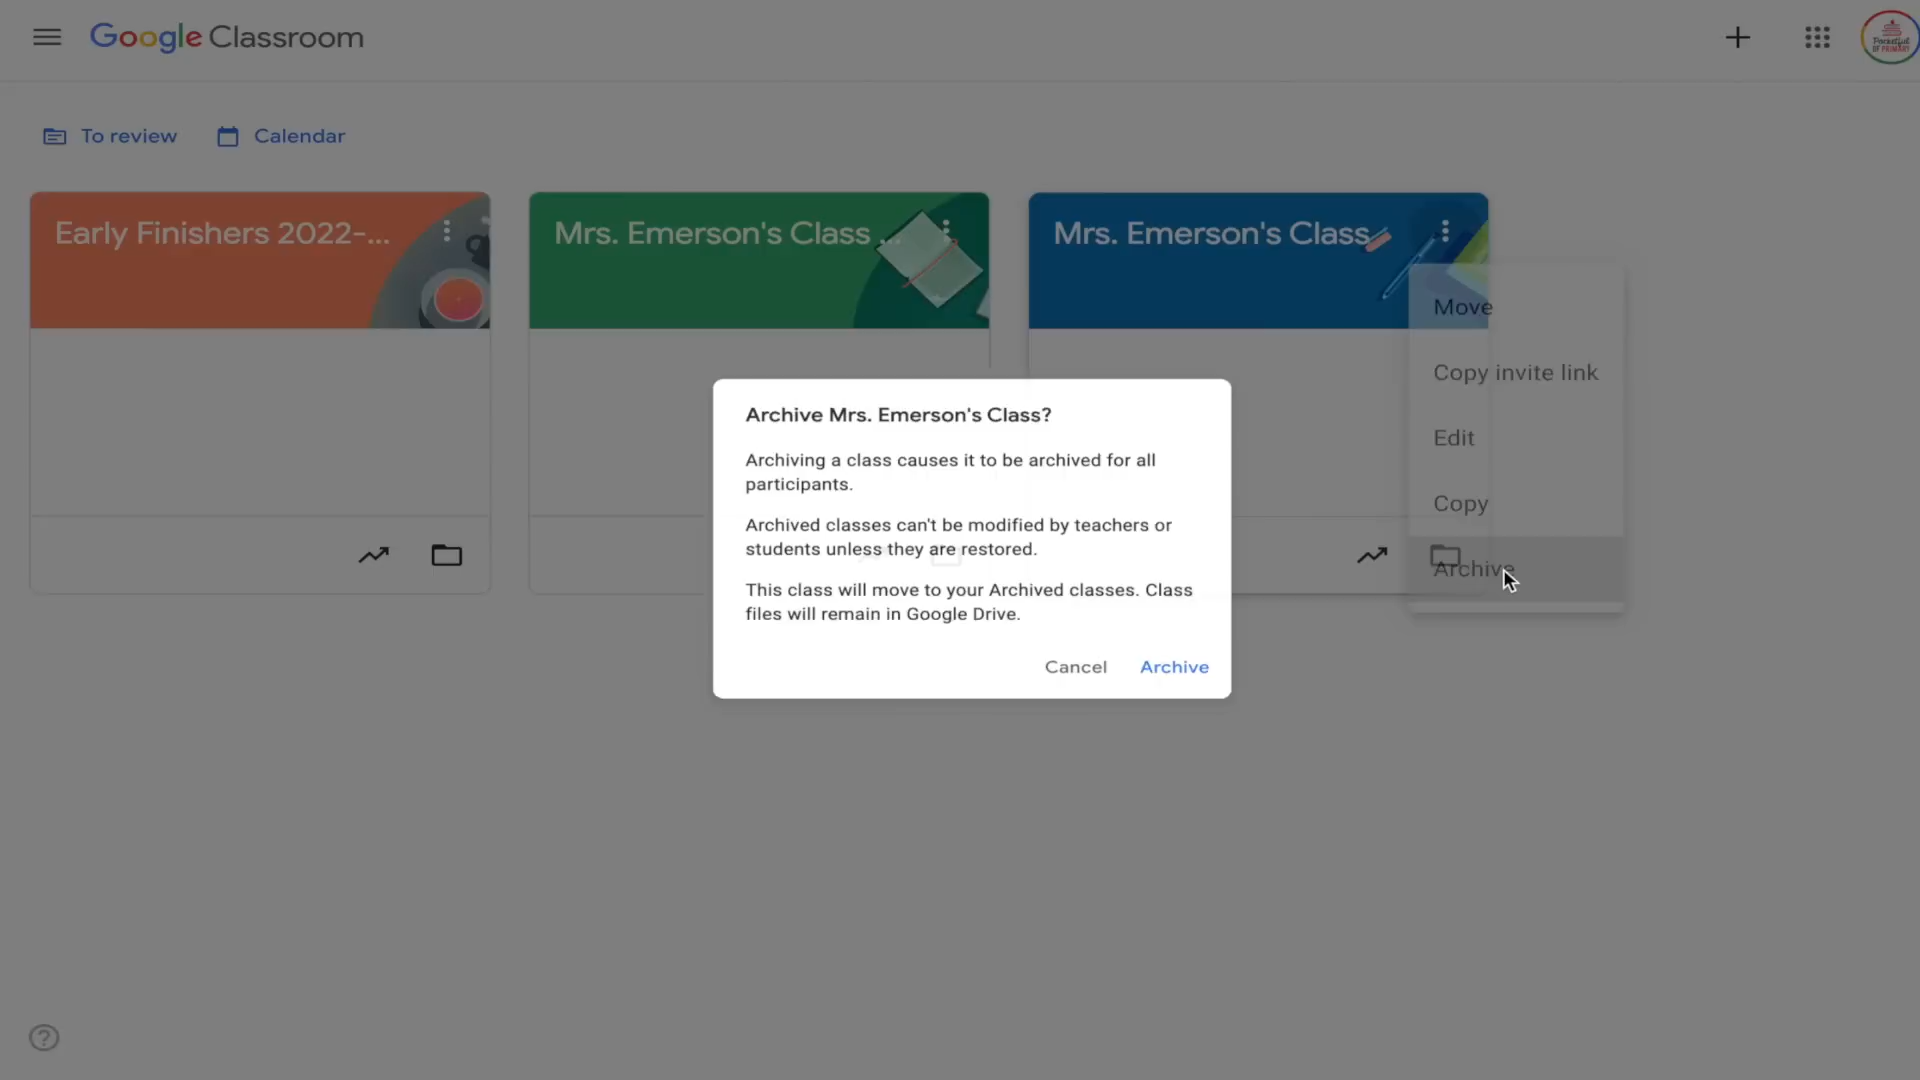 Google Classroom
Pocketful
OF PRIMARY
To review
Calendar
Early Finishers 2022-...
Mrs. Emerson's Class ...
Mrs. Emerson's Class
Move
Copy invite link
Edit
Copy
Archive
Archive Mrs. Emerson's Class?
Archiving a class causes it to be archived for all
participants.
Archived classes can't be modified by teachers or
students unless they are restored.
This class will move to your Archived classes. Class
files will remain in Google Drive.
Cancel
Archive